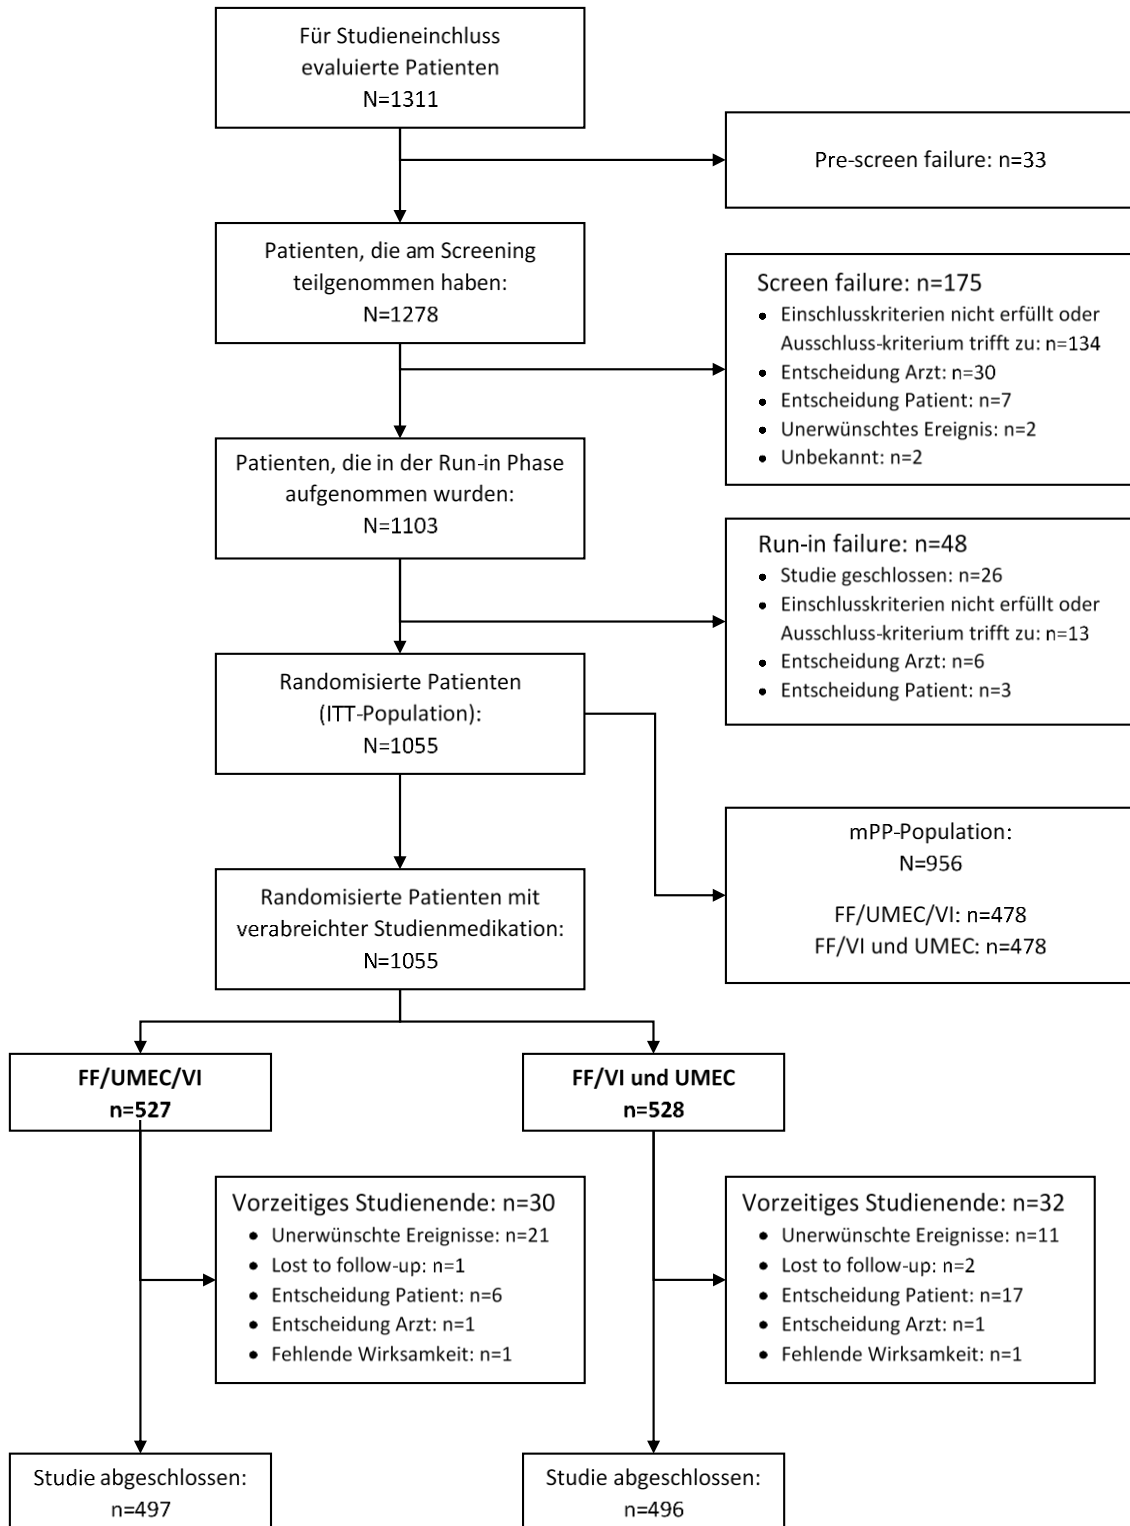 Für Studieneinschluss
evaluierte Patienten
N=1311
Pre-screen failure: n=33
Patienten, die am Screening
teilgenommen haben:
N=1278
Screen failure: n=175
• Einschlusskriterien nicht erfüllt oder
Ausschluss-kriterium trifft zu: n=134
• Entscheidung Arzt: n=30
• Entscheidung Patient: n=7
• Unerwünschtes Ereignis: n=2
• Unbekannt: n=2
Patienten, die in der Run-in Phase
aufgenommen wurden:
N=1103
Run-in failure: n=48
• Studie geschlossen: n=26
• Einschlusskriterien nicht erfüllt oder
Ausschluss-kriterium trifft zu: n=13
• Entscheidung Arzt: n=6
• Entscheidung Patient: n=3
Randomisierte Patienten
(ITT-Population):
N=1055
mPP-Population:
N=956
FF/UMEC/VI: n=478
FF/VI und UMEC: n=478
Randomisierte Patienten mit
verabreichter Studienmedikation:
N=1055
FF/UMEC/VI
n=527
FF/VI und UMEC
n=528
Vorzeitiges Studienende: n=30
• Unerwünschte Ereignisse: n=21
• Lost to follow-up: n=1
• Entscheidung Patient: n=6
• Entscheidung Arzt: n=1
• Fehlende Wirksamkeit: n=1
Vorzeitiges Studienende: n=32
• Unerwünschte Ereignisse: n=11
• Lost to follow-up: n=2
• Entscheidung Patient: n=17
• Entscheidung Arzt: n=1
• Fehlende Wirksamkeit: n=1
Studie abgeschlossen:
n=497
Studie abgeschlossen:
n=496